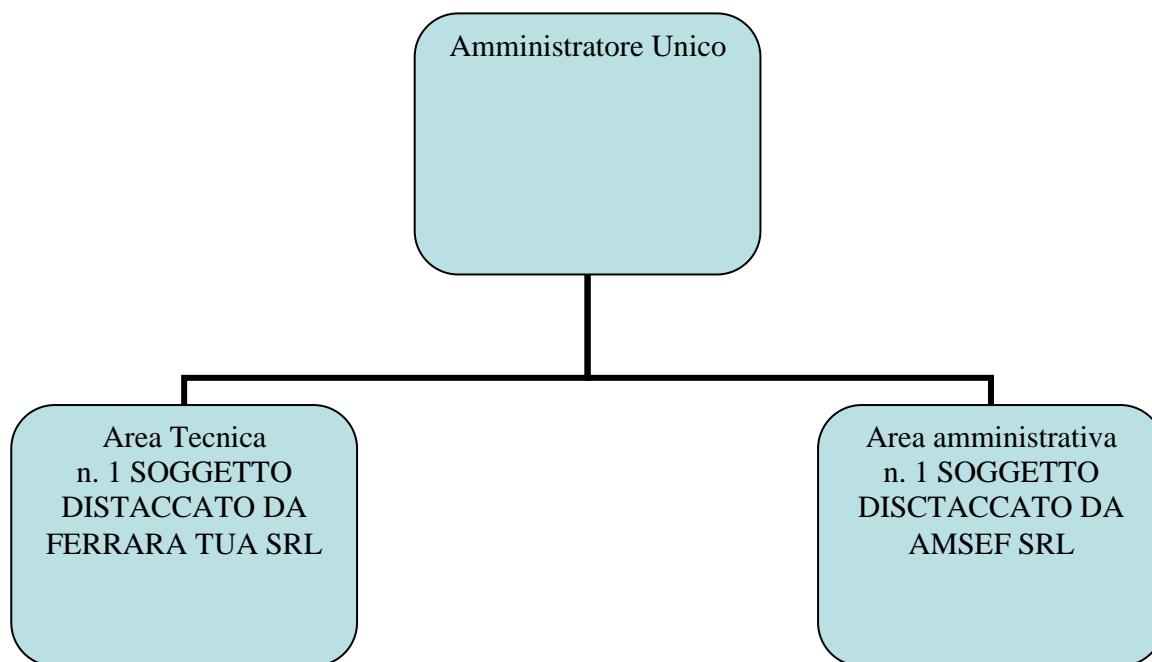 Amministratore Unico
Area Tecnica
n. 1 SOGGETTO
DISTACCATO DA
FERRARA TUA SRL
Area amministrativa
n. 1 SOGGETTO
DISCTACCATO DA
AMSEF SRL